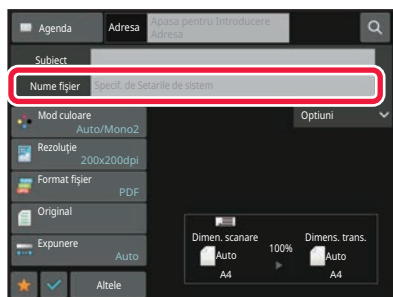 Agenda
Adresa
Apasa pentru Introducere
Adresa
Subiect
Nume fişier
Specif. de Setarile de sistem
Mod culoare
Auto/Mono2
Optiuni
Rezoluţie
200x200dpi
Format fişier
PDF
Original
Expunere
Auto
Dimen. scanare
Auto
A4
100%
Dimens. trans.
Auto
A4
Altele